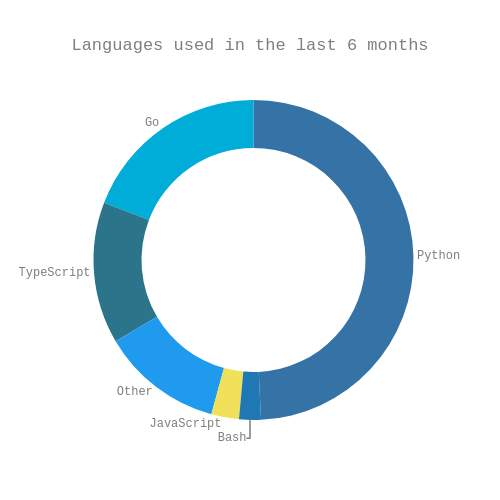 Languages used in the last 6 months
Go
Python
TypeScript
Other
JavaScript
Bash